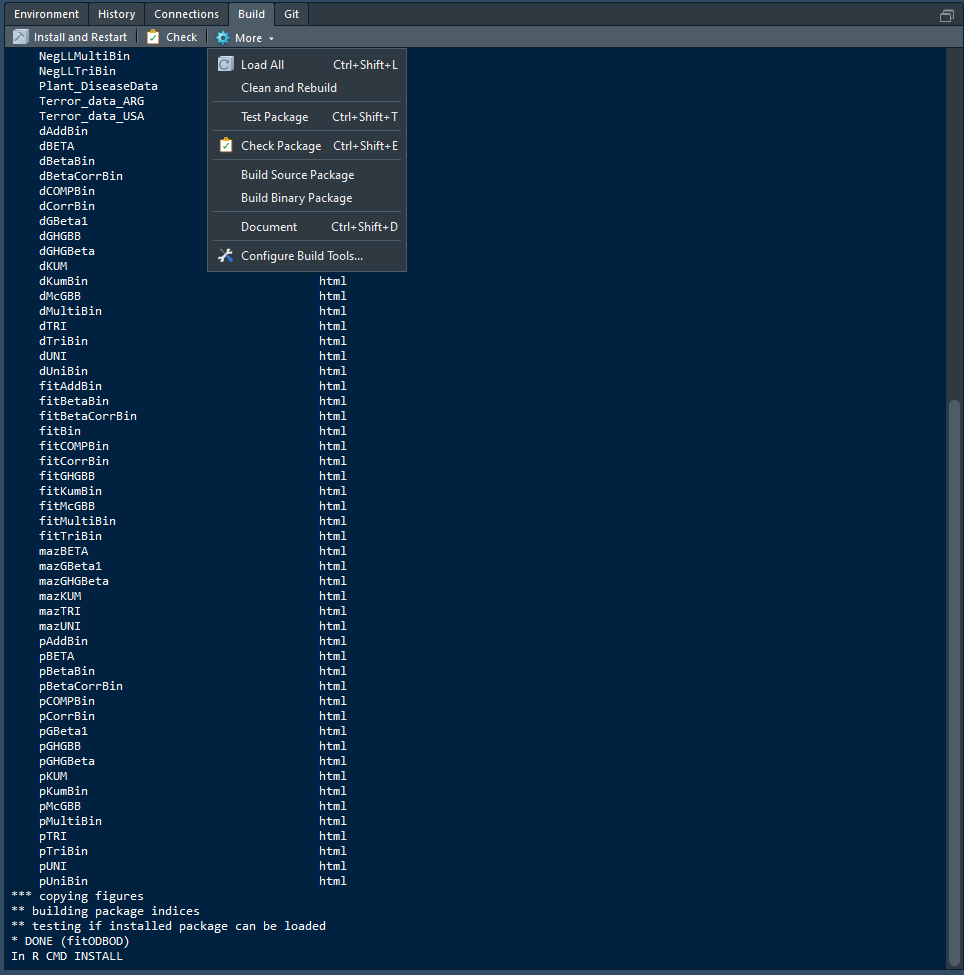 Environment History Connections Build Git
Install and Restart Check More
NegLLMultiBin
NegLLTriBin
Plant_DiseaseData
Terror_data_ARG
Terror_data_USA
dAddBin
dBETA
dBetaBin
dBetaCorrBin
dCOMPBin
dCorrBin
dGBeta1
dGHGBB
dGHGBeta
dKUM
Load All Ctrl+Shift+L
Clean and Rebuild
Test Package Ctrl+Shift+T
Check Package Ctrl+Shift+E
Build Source Package
Build Binary Package
Document Ctrl+Shift+D
Configure Build Tools...
dKumBin html
dMcGBB html
dMultiBin html
dTRI html
dTriBin html
dUNI html
dUniBin html
fitAddBin html
fitBetaBin html
fitBetaCorrBin html
fitBin html
fitCOMPBin html
fitCorrBin html
fitGHGBB html
fitKumBin html
fitMcGBB html
fitMultiBin html
fitTriBin html
mazBETA html
mazGBeta1 html
mazGHGBeta html
mazKUM html
mazTRI html
mazUNI html
pAddBin html
pBETA html
pBetaBin html
pBetaCorrBin html
pCOMPBin html
pCorrBin html
pGBeta1 html
pGHGBB html
pGHGBeta html
pKUM html
pKumBin html
pMcGBB html
pMultiBin html
pTRI html
pTriBin html
pUNI html
pUniBin html
*** copying figures
** building package indices
** testing if installed package can be loaded
* DONE (fitODBOD)
In R CMD INSTALL